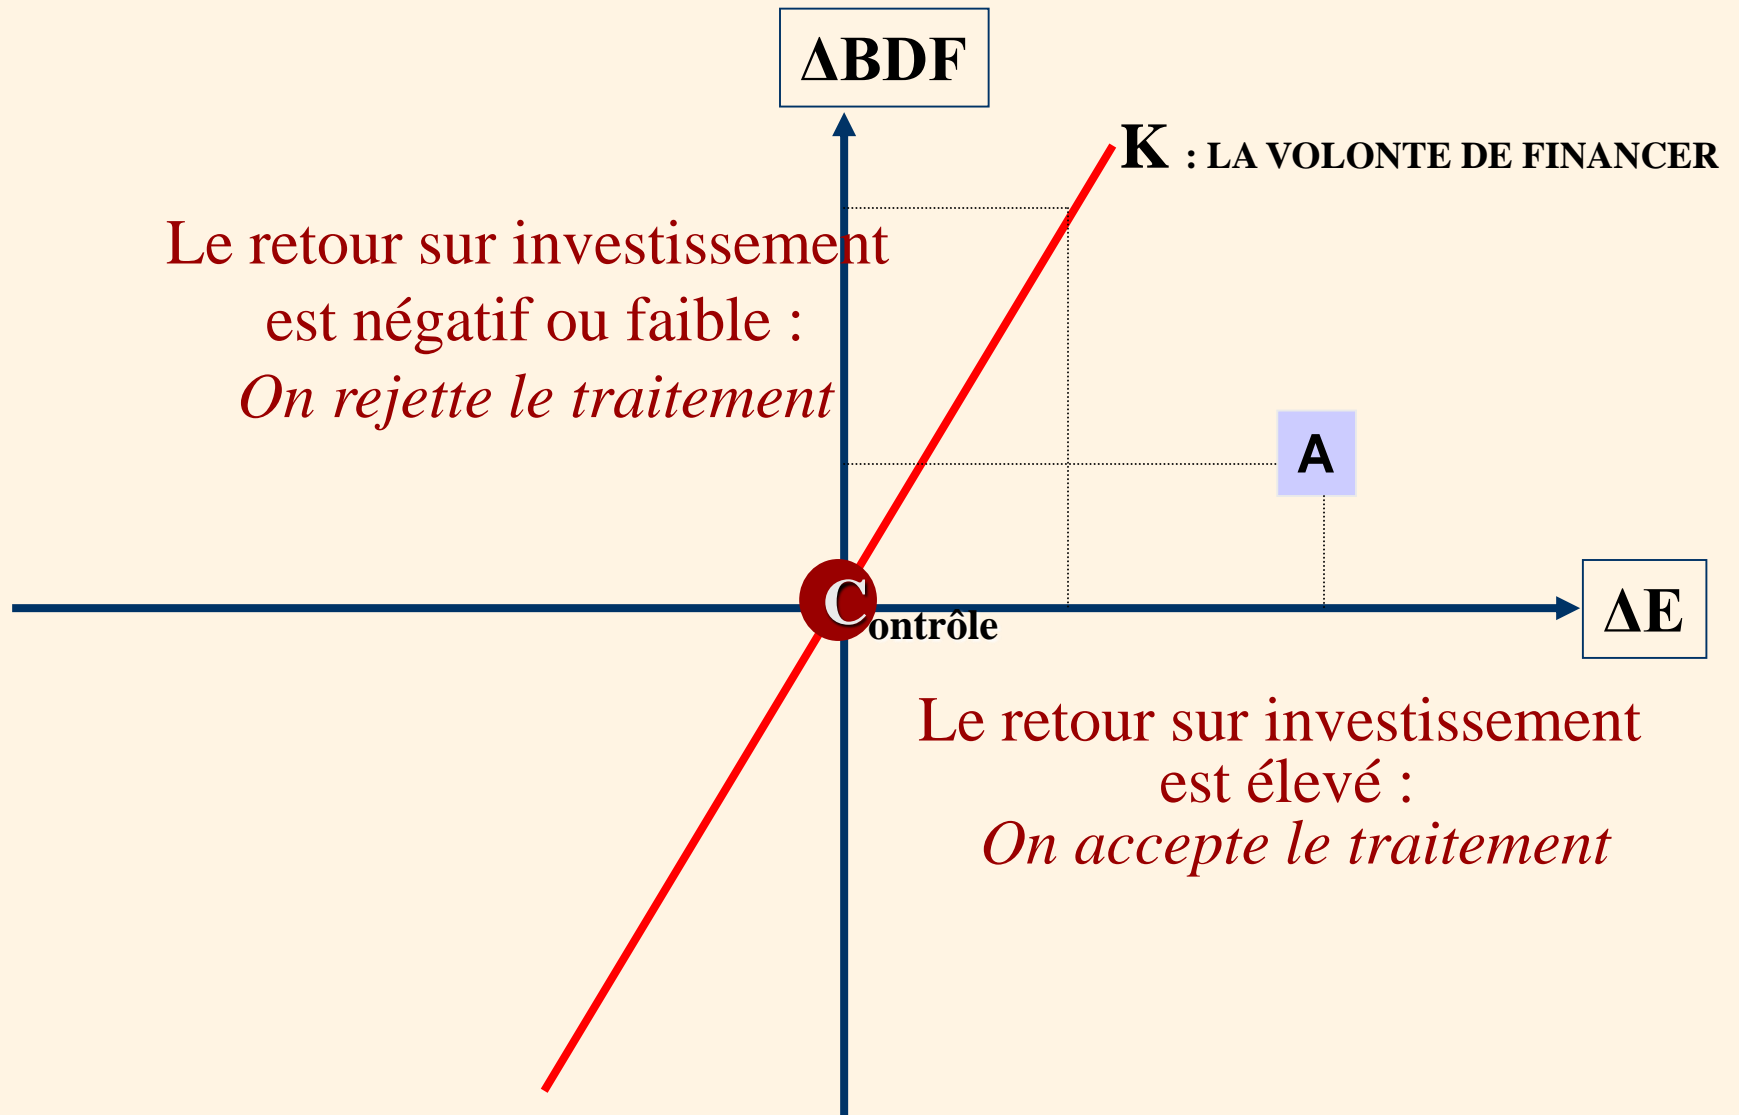 ΔBDF
K : LA VOLONTE DE FINANCER
Le retour sur investissement
est négatif ou faible :
On rejette le traitement
A
Contrôle
ΔE
Le retour sur investissement
est élevé :
On accepte le traitement